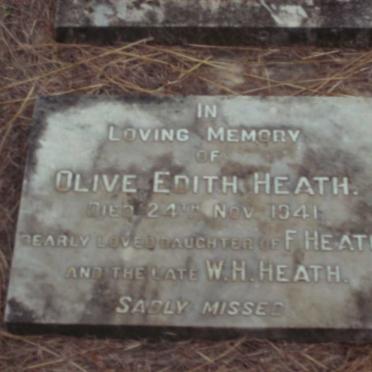 IN
LOVING MEMORY
OF
OLIVE EDITH HEATH.
DIED 24TH NOV 1941
DEARLY LOVED DAUGHTER OF F. HEATH
AND THE LATE W.H. HEATH.
SADLY MISSED